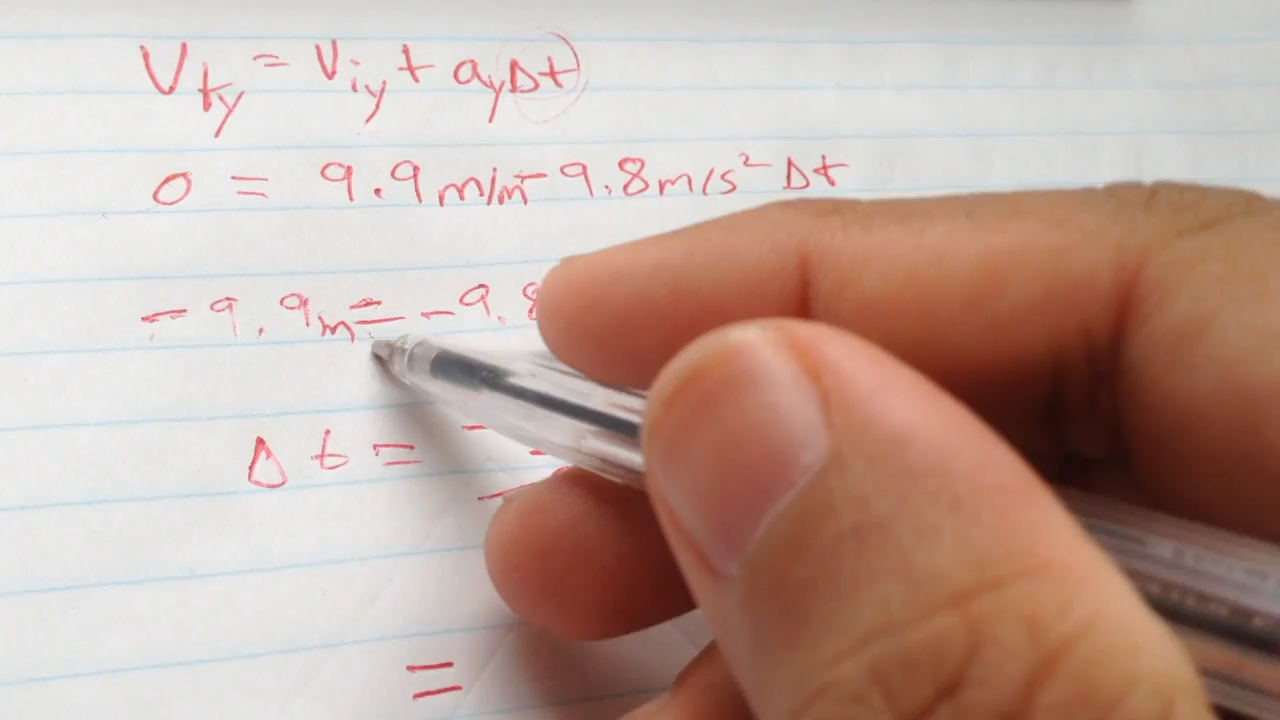 Vfy = Viy + ayΔt
0 = 9.9m/m - 9.8m/s² Δt
- 9.9m = - 9.8
Δt = -
=